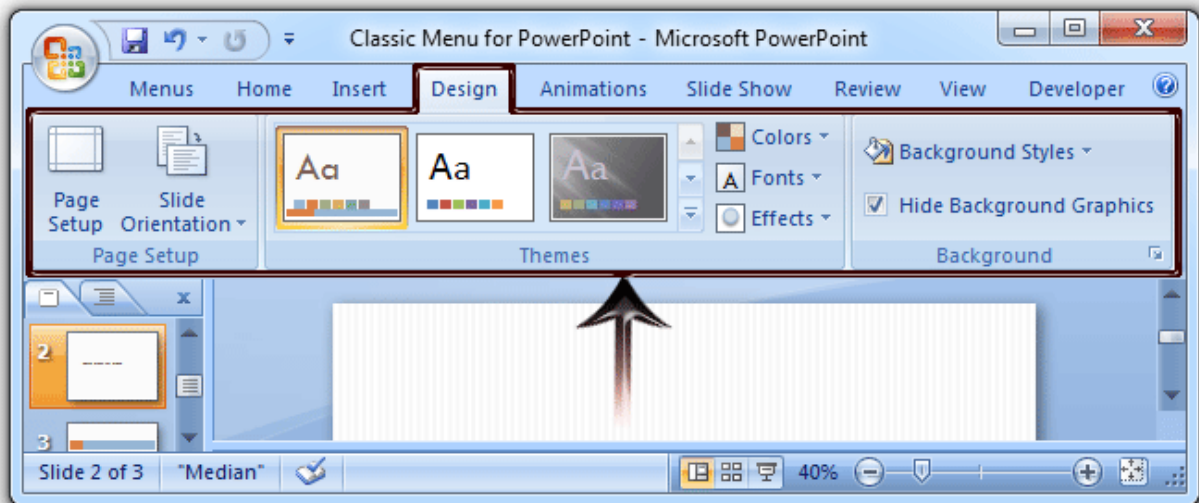 Classic Menu for PowerPoint - Microsoft PowerPoint
Menus Home Insert Design Animations Slide Show Review View Developer
Page Setup
Slide Orientation
Page Setup
Aa Aa Aa
Colors
Fonts
Effects
Themes
Background Styles
Hide Background Graphics
Background
2
3
Slide 2 of 3 "Median" 40%